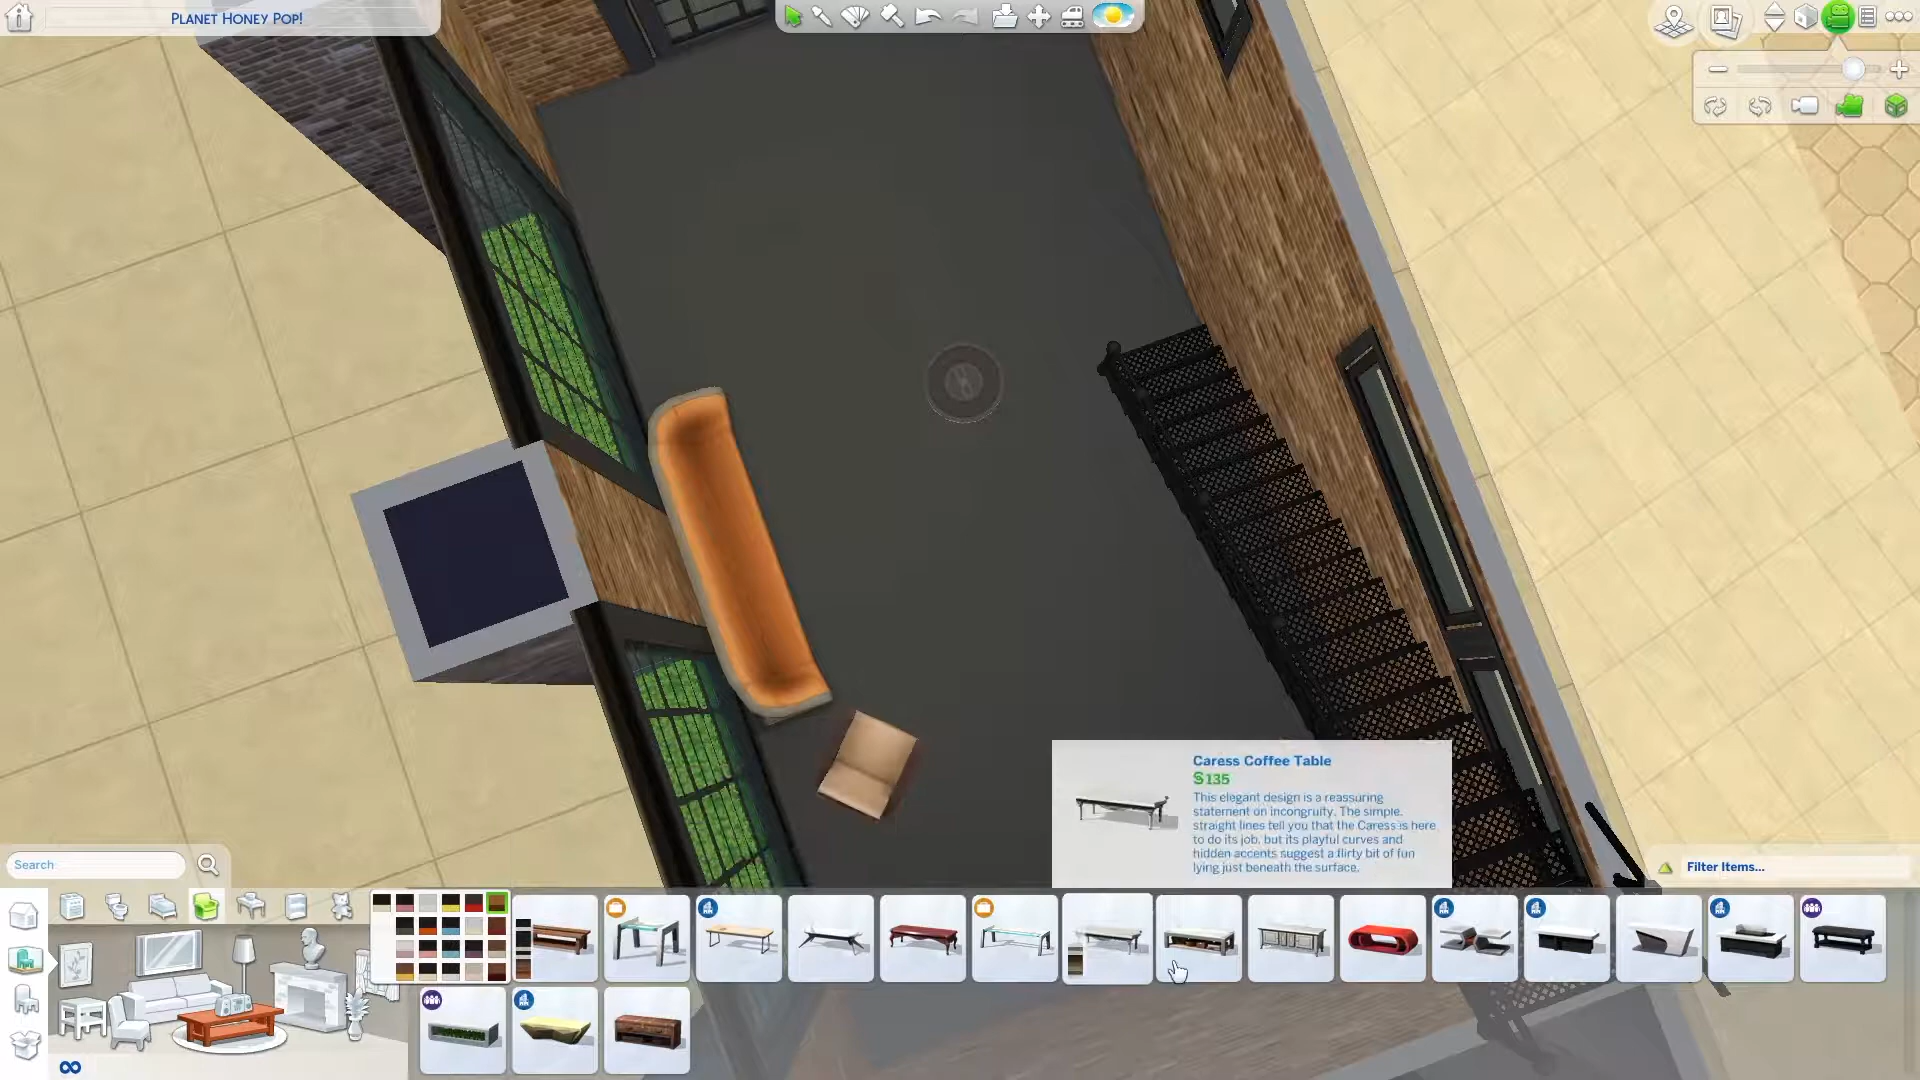 PLANET HONEY POP!
Caress Coffee Table
§135
This elegant design is a reassuring
statement on incongruity. The simple,
straight lines tell you that the Caress is here
to do its job, but its playful curves and
hidden accents suggest a flirty bit of fun
lying just beneath the surface.
Search
Filter Items...